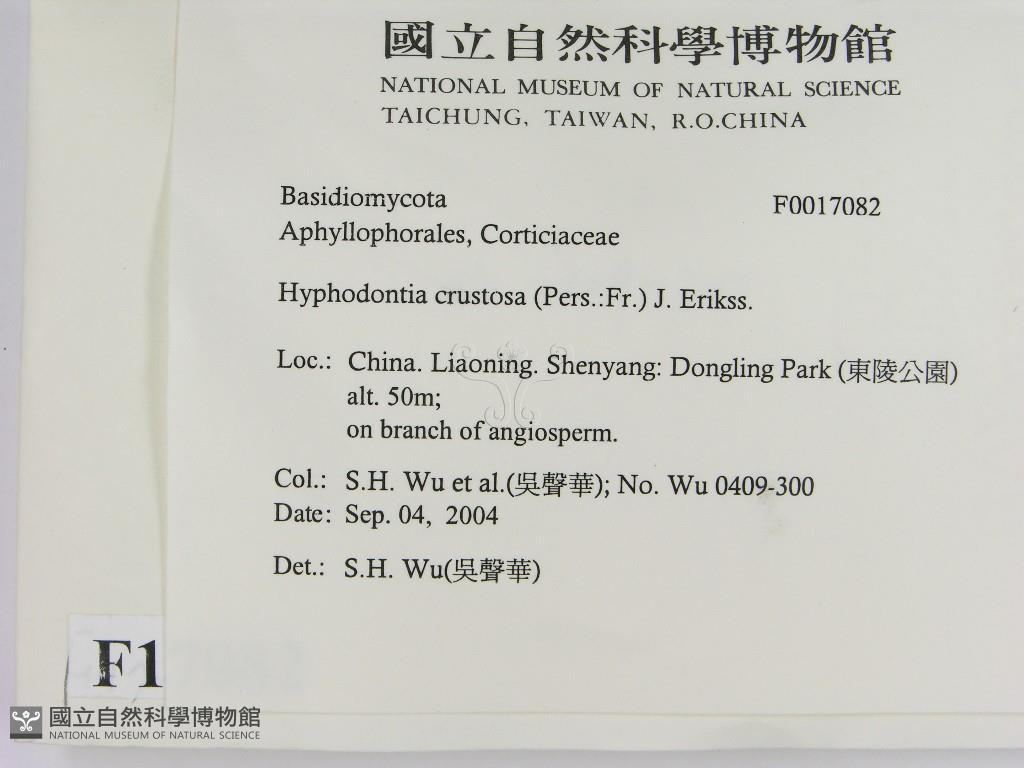 國立自然科學博物館
NATIONAL MUSEUM OF NATURAL SCIENCE
TAICHUNG, TAIWAN, R.O.CHINA
Basidiomycota F0017082
Aphyllophorales, Corticiaceae
Hyphodontia crustosa (Pers.:Fr.) J. Erikss.
Loc.: China. Liaoning. Shenyang: Dongling Park (東陵公園)
alt. 50m;
on branch of angiosperm.
Col.: S.H. Wu et al.(吳聲華); No. Wu 0409-300
Date: Sep. 04, 2004
Det.: S.H. Wu(吳聲華)
F1
國立自然科學博物館
NATIONAL MUSEUM OF NATURAL SCIENCE